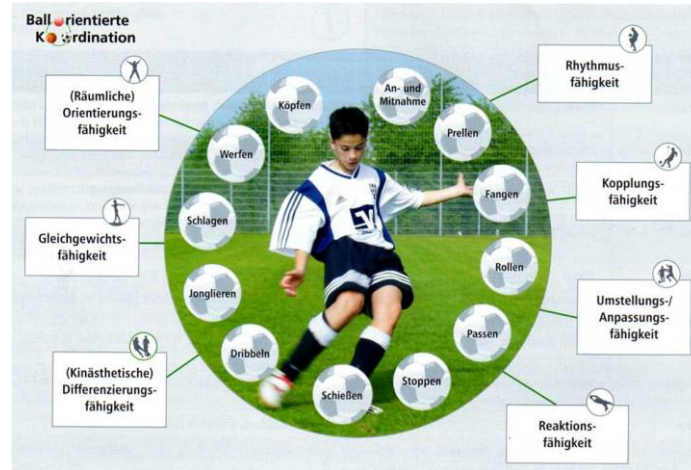 Ballorientierte
Koordination
(Räumliche)
Orientierungs-
fähigkeit
Gleichgewichts-
fähigkeit
(Kinästhetische)
Differenzierungs-
fähigkeit
Rhythmus-
fähigkeit
Kopplungs-
fähigkeit
Umstellungs-/
Anpassungs-
fähigkeit
Reaktions-
fähigkeit
Köpfen
An- und
Mitnahme
Prellen
Fangen
Rollen
Passen
Stoppen
Schießen
Dribbeln
Jonglieren
Schlagen
Werfen